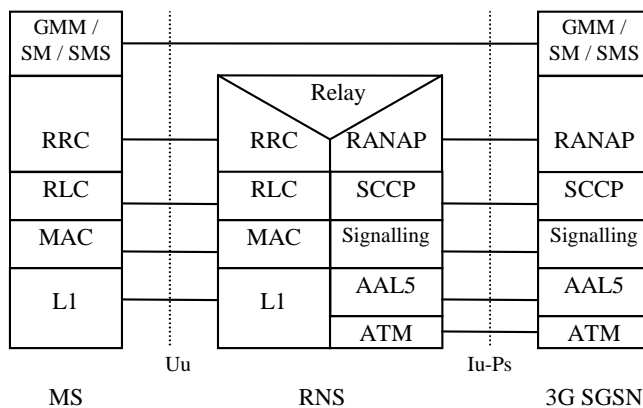 GMM /
SM / SMS
GMM /
SM / SMS
Relay
RRC
RRC
RANAP
RANAP
RLC
RLC
SCCP
SCCP
MAC
MAC
Signalling
Signalling
L1
L1
AAL5
AAL5
ATM
ATM
Uu
Iu-Ps
MS
RNS
3G SGSN